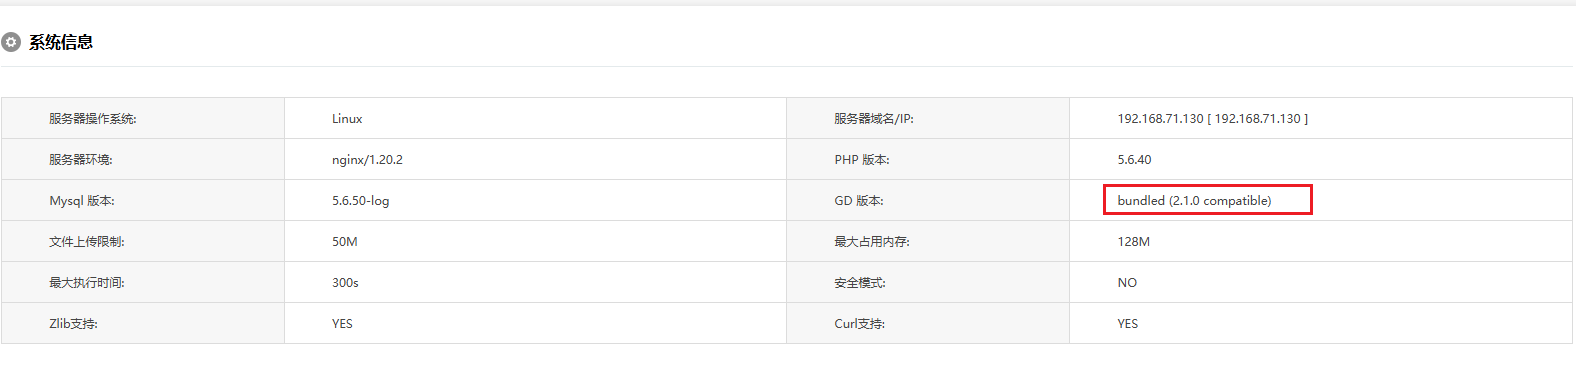 系统信息
服务器操作系统: Linux 服务器域名/IP: 192.168.71.130 [ 192.168.71.130 ]
服务器环境: nginx/1.20.2 PHP 版本: 5.6.40
Mysql 版本: 5.6.50-log GD 版本: bundled (2.1.0 compatible)
文件上传限制: 50M 最大占用内存: 128M
最大执行时间: 300s 安全模式: NO
Zlib支持: YES Curl支持: YES